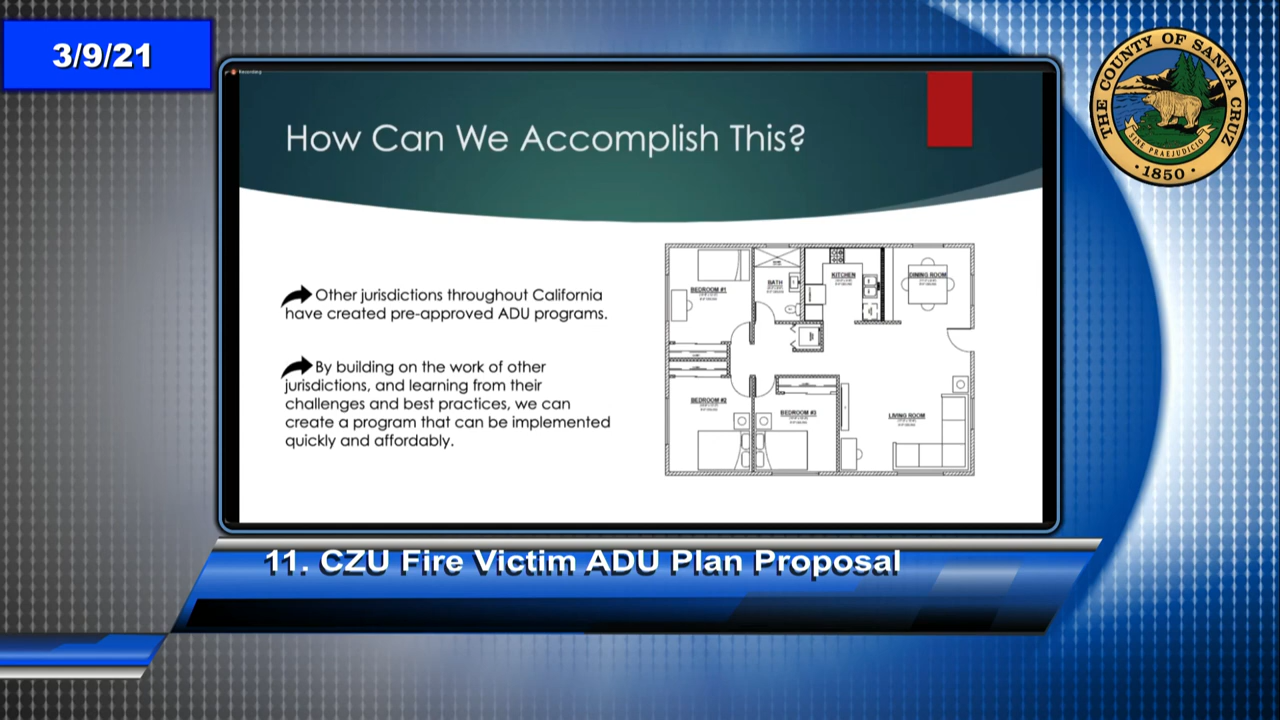 3/9/21
Recording
How Can We Accomplish This?
THE COUNTY OF SANTA CRUZ
SINE PRAEJUDICIO
• 1850 •
Other jurisdictions throughout California
have created pre-approved ADU programs.
By building on the work of other
jurisdictions, and learning from their
challenges and best practices, we can
create a program that can be implemented
quickly and affordably.
BEDROOM #1
BATH
KITCHEN
DINING ROOM
BEDROOM #2
BEDROOM #3
LIVING ROOM
11. CZU Fire Victim ADU Plan Proposal